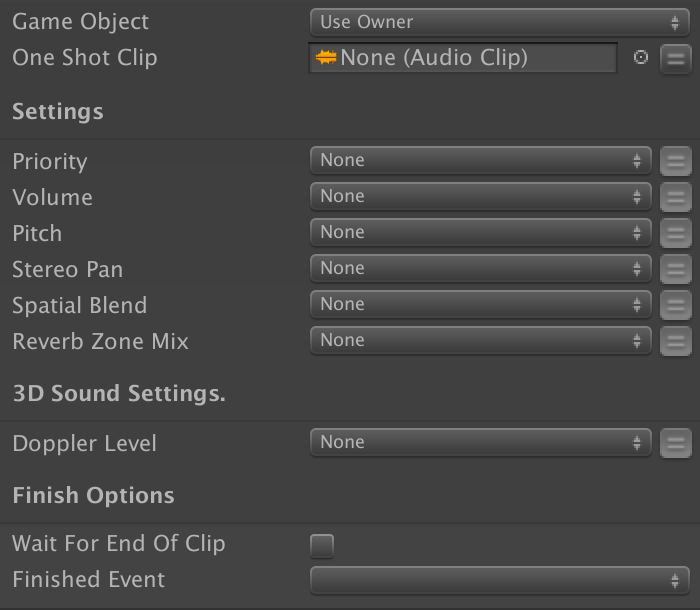 Game Object Use Owner
One Shot Clip None (Audio Clip)
Settings
Priority None
Volume None
Pitch None
Stereo Pan None
Spatial Blend None
Reverb Zone Mix None
3D Sound Settings.
Doppler Level None
Finish Options
Wait For End Of Clip
Finished Event